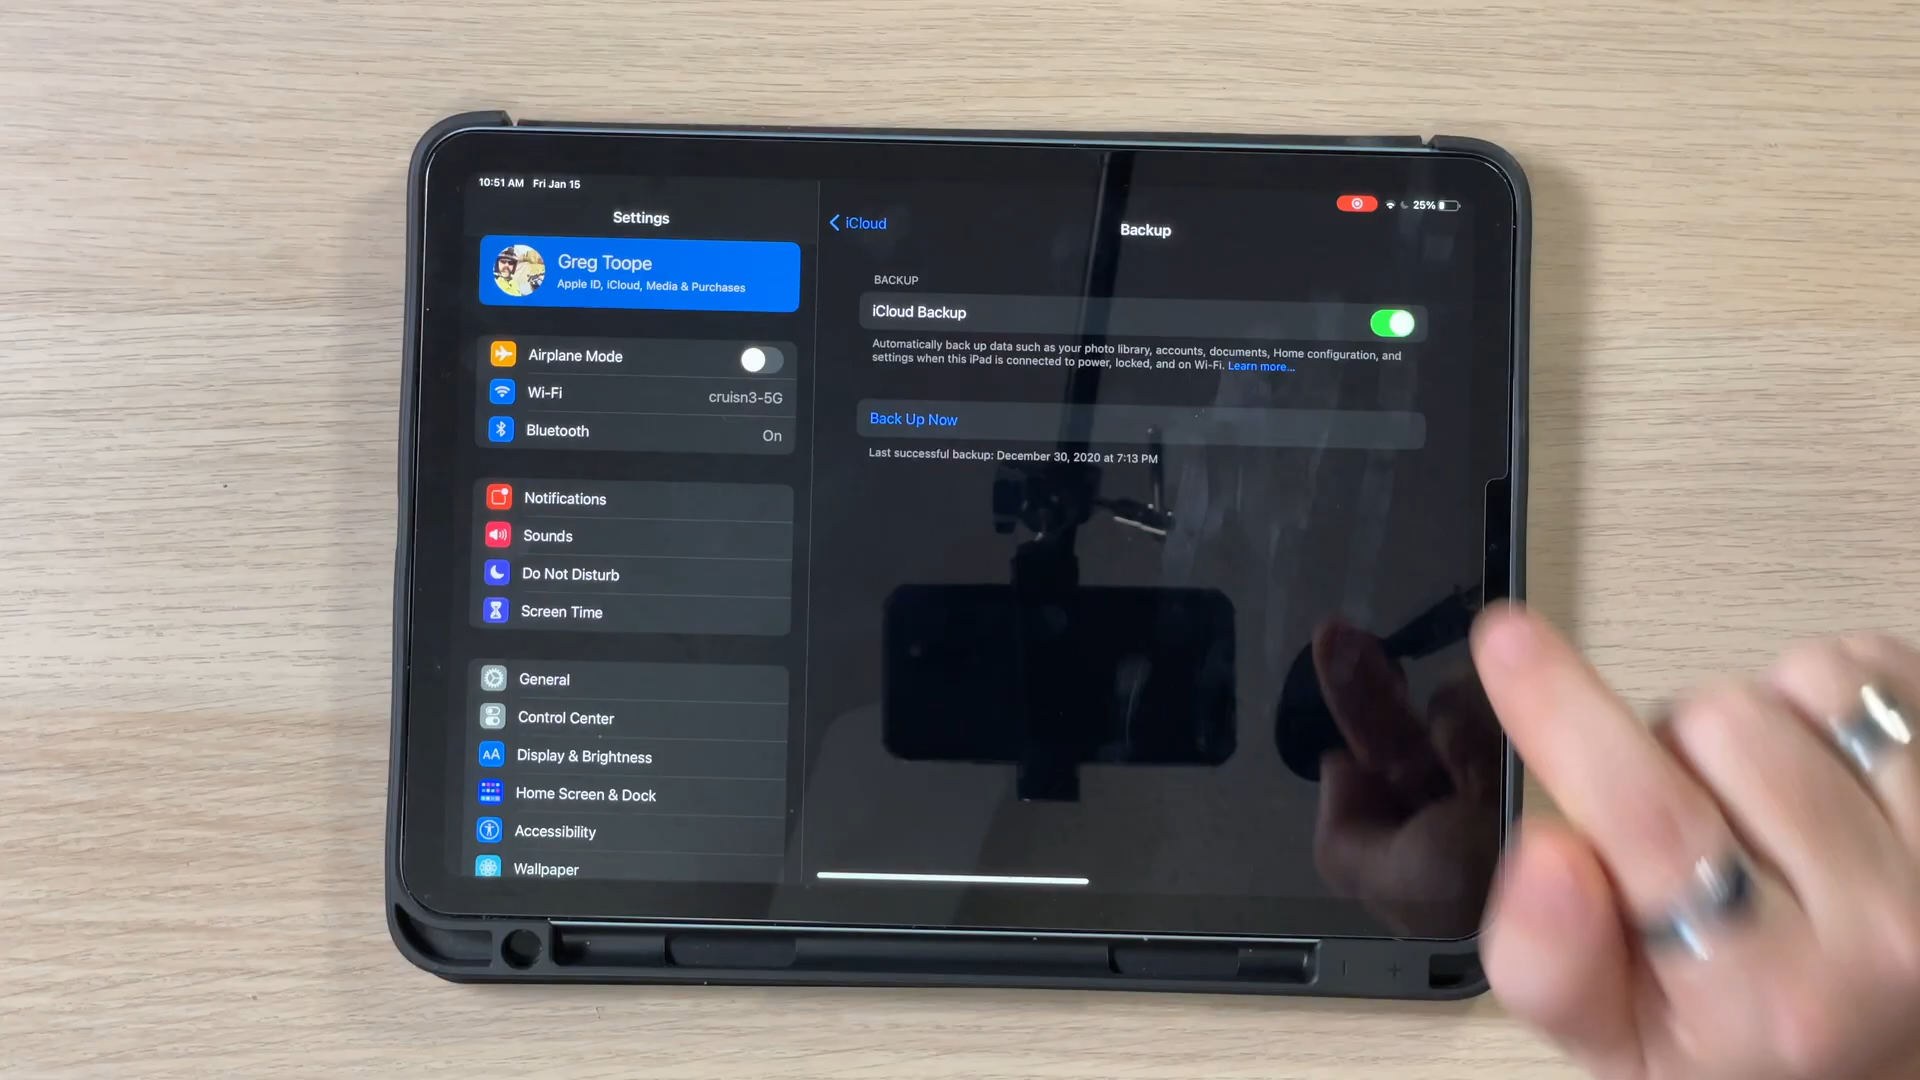 10:51 AM Fri Jan 15
25%
Settings
Greg Toope
Apple ID, iCloud, Media & Purchases
Airplane Mode
Wi-Fi cruisn3-5G
Bluetooth On
Notifications
Sounds
Do Not Disturb
Screen Time
General
Control Center
AA Display & Brightness
Home Screen & Dock
Accessibility
Wallpaper
iCloud
Backup
BACKUP
iCloud Backup
Automatically back up data such as your photo library, accounts, documents, Home configuration, and
settings when this iPad is connected to power, locked, and on Wi-Fi. Learn more...
Back Up Now
Last successful backup: December 30, 2020 at 7:13 PM